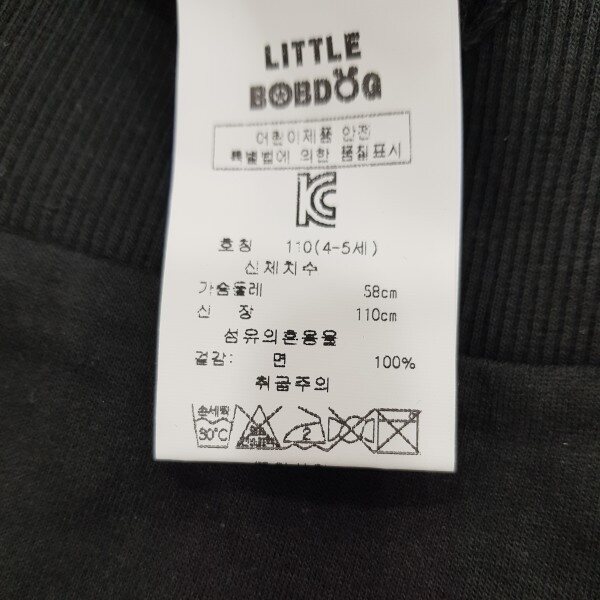 LITTLE
BOBDOG
어린이제품 안전
특별법에 의한 품질표시
KC
호칭 110(4-5세)
신체치수
가슴둘레 58cm
신 장 110cm
섬유의혼용율
겉감: 면 100%
취급주의
손세탁
30°C
2